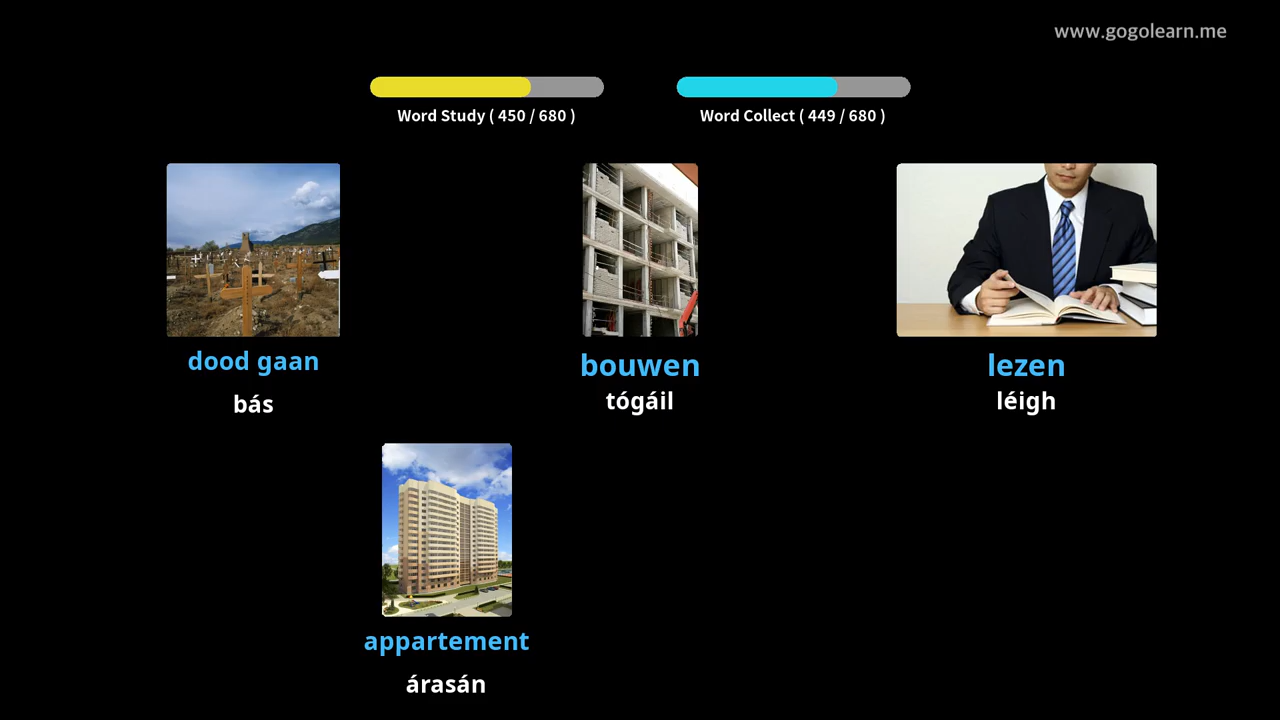 www.gogolearn.me
Word Study ( 450 / 680 )
Word Collect ( 449 / 680 )
dood gaan
bás
bouwen
tógáil
lezen
léigh
appartement
árasán